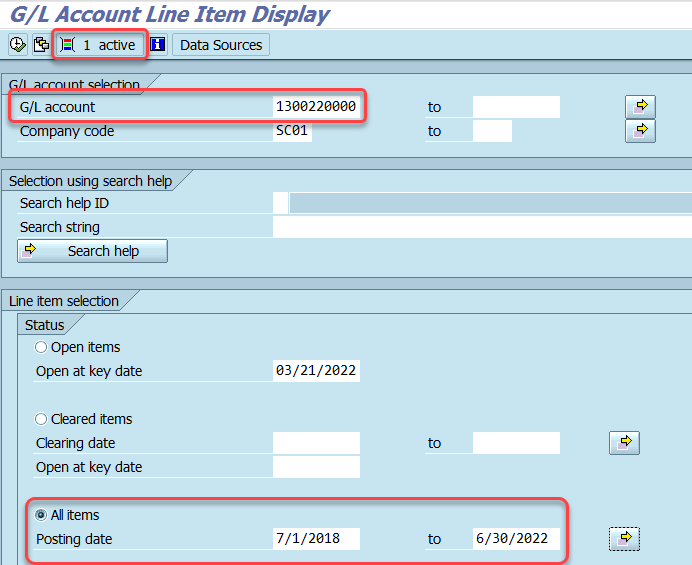 G/L Account Line Item Display
1 active Data Sources
G/L account selection
G/L account 1300220000 to
Company code SC01 to
Selection using search help
Search help ID
Search string
Search help
Line item selection
Status
Open items
Open at key date 03/21/2022
Cleared items
Clearing date to
Open at key date
All items
Posting date 7/1/2018 to 6/30/2022